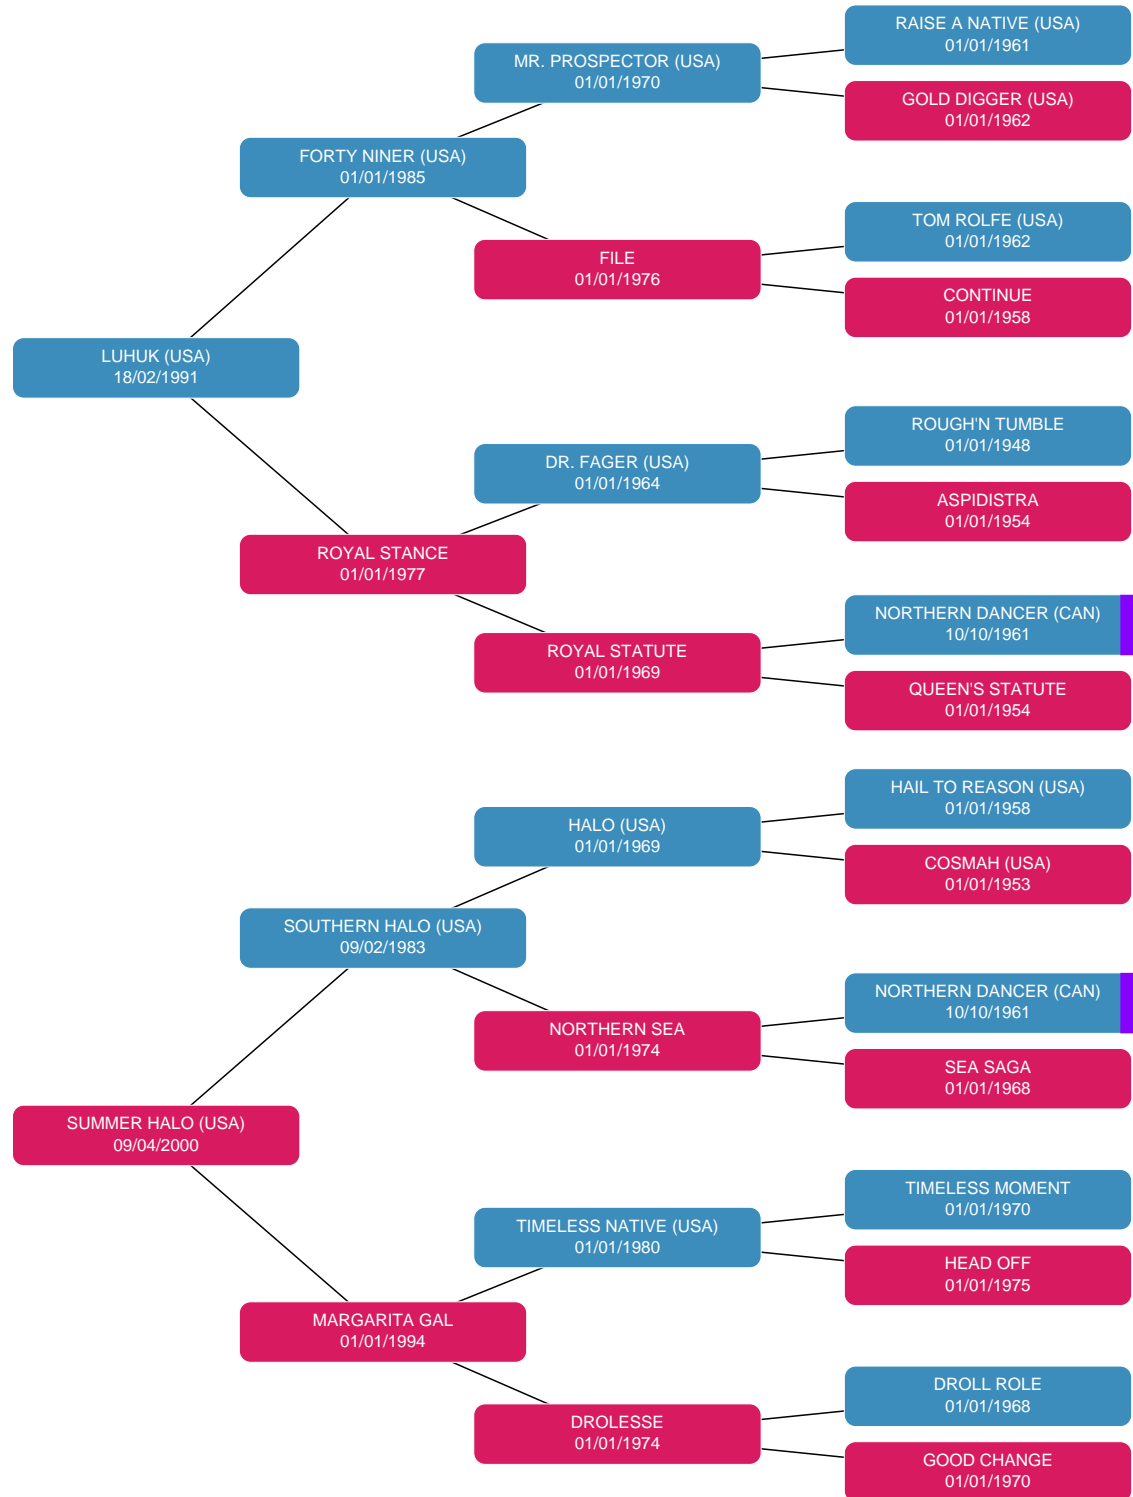 RAISE A NATIVE (USA)
01/01/1961
MR. PROSPECTOR (USA)
01/01/1970
GOLD DIGGER (USA)
01/01/1962
FORTY NINER (USA)
01/01/1985
TOM ROLFE (USA)
01/01/1962
FILE
01/01/1976
CONTINUE
01/01/1958
LUHUK (USA)
18/02/1991
ROUGH'N TUMBLE
01/01/1948
DR. FAGER (USA)
01/01/1964
ASPIDISTRA
01/01/1954
ROYAL STANCE
01/01/1977
NORTHERN DANCER (CAN)
10/10/1961
ROYAL STATUTE
01/01/1969
QUEEN'S STATUTE
01/01/1954
HAIL TO REASON (USA)
01/01/1958
HALO (USA)
01/01/1969
COSMAH (USA)
01/01/1953
SOUTHERN HALO (USA)
09/02/1983
NORTHERN DANCER (CAN)
10/10/1961
NORTHERN SEA
01/01/1974
SEA SAGA
01/01/1968
SUMMER HALO (USA)
09/04/2000
TIMELESS MOMENT
01/01/1970
TIMELESS NATIVE (USA)
01/01/1980
HEAD OFF
01/01/1975
MARGARITA GAL
01/01/1994
DROLL ROLE
01/01/1968
DROLESSE
01/01/1974
GOOD CHANGE
01/01/1970